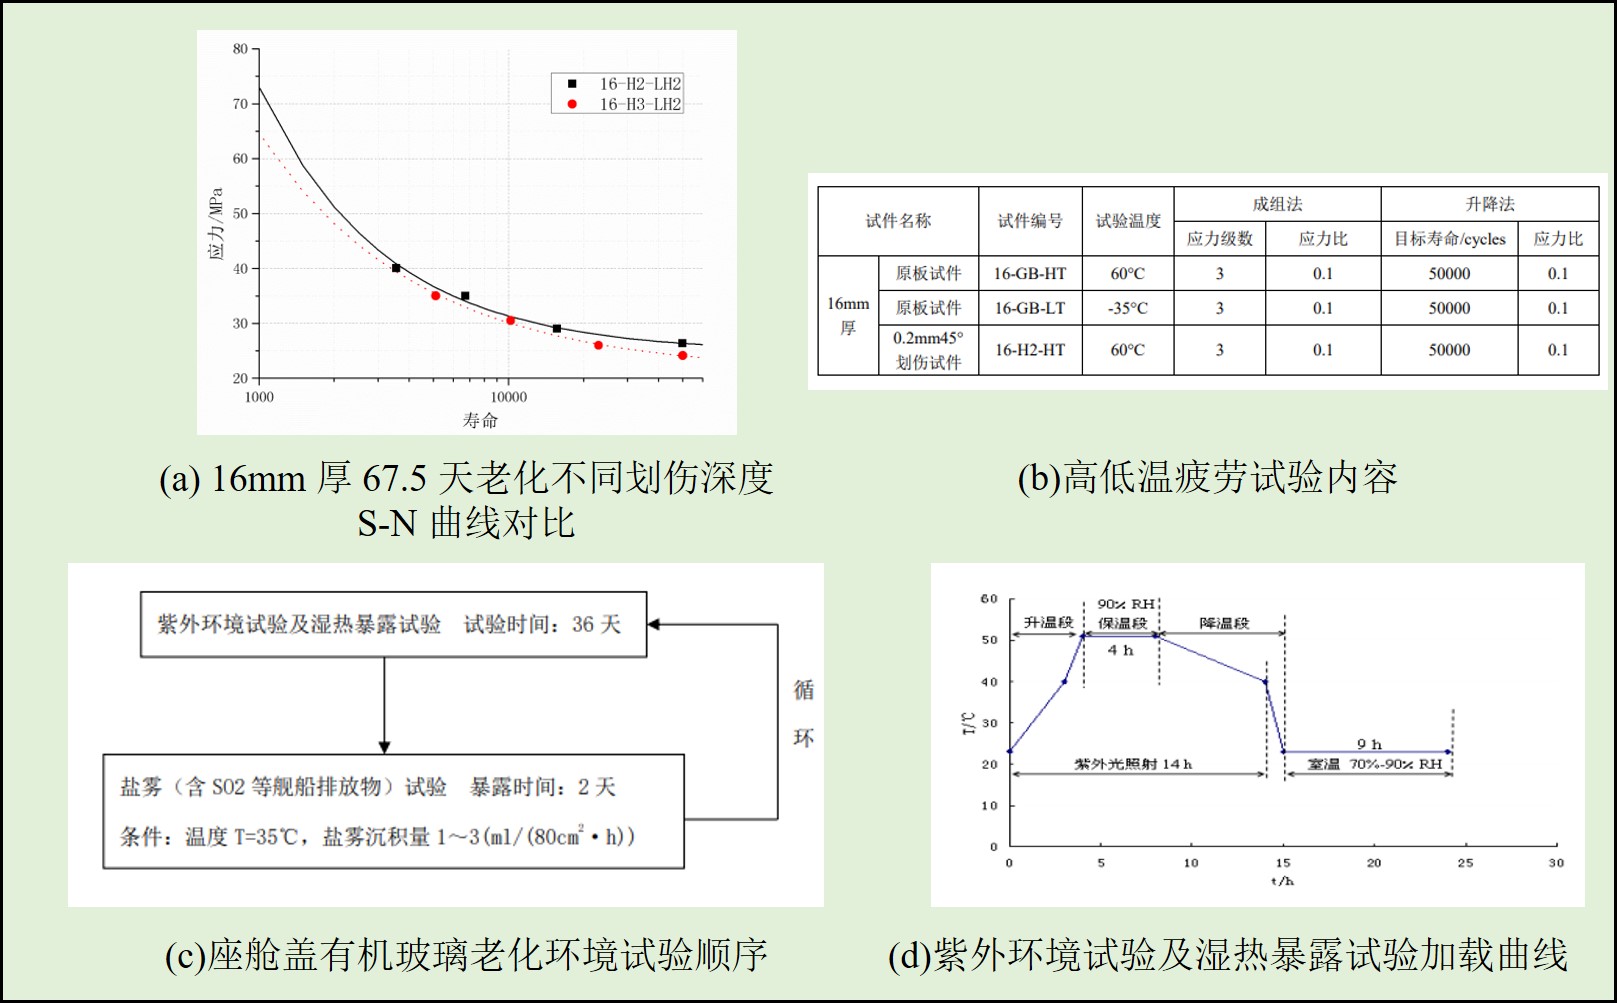 80
70
60
50
40
30
20
应力/MPa
16-H2-LH2
16-H3-LH2
1000 10000
寿命
(a) 16mm 厚 67.5 天老化不同划伤深度
S-N 曲线对比
试件名称 试件编号 试验温度 成组法 升降法
应力级数 应力比 目标寿命/cycles 应力比
16mm
厚
原板试件 16-GB-HT 60°C 3 0.1 50000 0.1
原板试件 16-GB-LT -35°C 3 0.1 50000 0.1
0.2mm45°
划伤试件 16-H2-HT 60°C 3 0.1 50000 0.1
(b)高低温疲劳试验内容
紫外环境试验及湿热暴露试验 试验时间：36 天
循
环
盐雾（含 SO2 等舰船排放物）试验 暴露时间：2 天
条件：温度 T=35℃，盐雾沉积量 1～3(ml/(80cm²·h))
(c)座舱盖有机玻璃老化环境试验顺序
60
50
40
30
20
10
0
T/℃
升温段
90% RH
保温段
4 h
降温段
紫外光照射 14 h
9 h
室温 70%-90% RH
0 5 10 15 20 25 30
t/h
(d)紫外环境试验及湿热暴露试验加载曲线